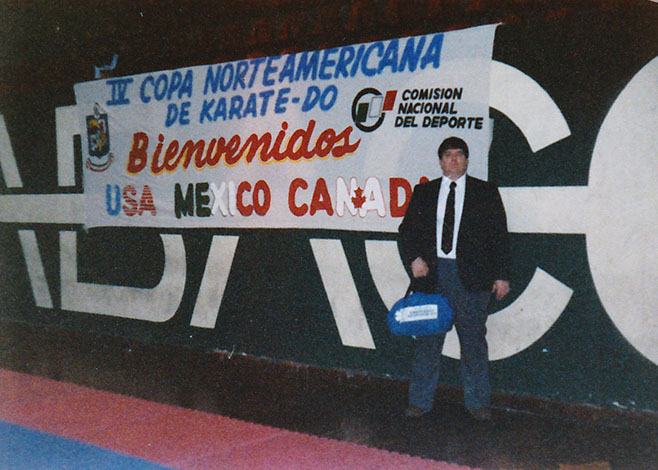 IV COPA NORTEAMERICANA
DE KARATE-DO
Bienvenidos
USA MEXICO CANADA
COMISION
NACIONAL
DEL DEPORTE